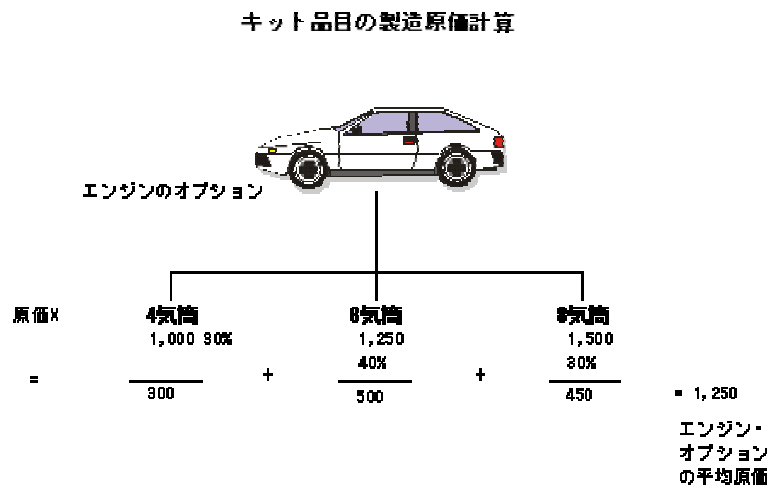 キット品目の製造原価計算
エンジンのオプション
原価X
4気筒
6気筒
8気筒
1,000 30%
1,250
1,500
40%
30%
=
300
+
500
+
450
= 1,250
エンジン・
オプション
の平均原価